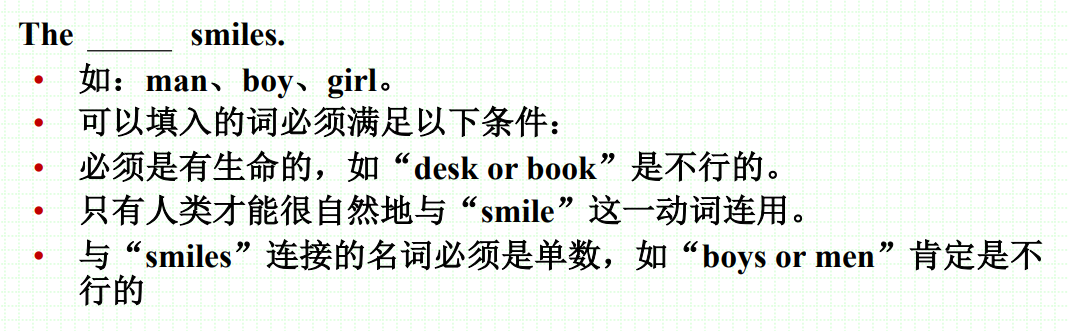 The _____ smiles.
• 如：man、boy、girl。
• 可以填入的词必须满足以下条件：
• 必须是有生命的，如“desk or book”是不行的。
• 只有人类才能很自然地与“smile”这一动词连用。
• 与“smiles”连接的名词必须是单数，如“boys or men”肯定是不
行的